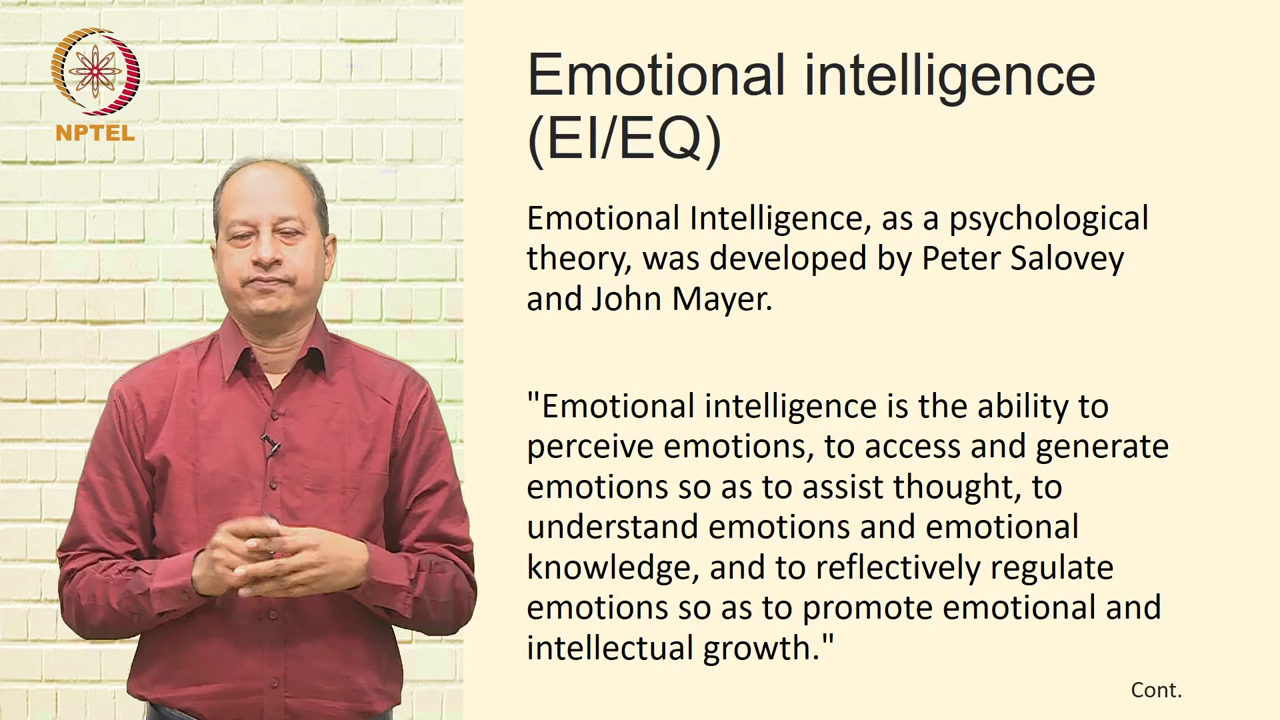 NPTEL
Emotional intelligence
(EI/EQ)
Emotional Intelligence, as a psychological
theory, was developed by Peter Salovey
and John Mayer.
"Emotional intelligence is the ability to
perceive emotions, to access and generate
emotions so as to assist thought, to
understand emotions and emotional
knowledge, and to reflectively regulate
emotions so as to promote emotional and
intellectual growth."
Cont.